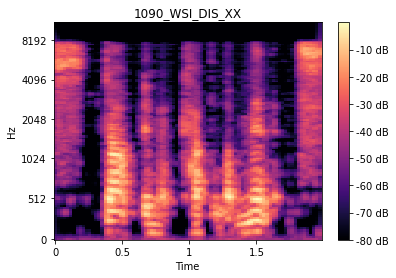 1090_WSI_DIS_XX
8192
4096
2048
1024
512
0
Hz
0
0.5
1
1.5
Time
-10 dB
-20 dB
-30 dB
-40 dB
-50 dB
-60 dB
-70 dB
-80 dB